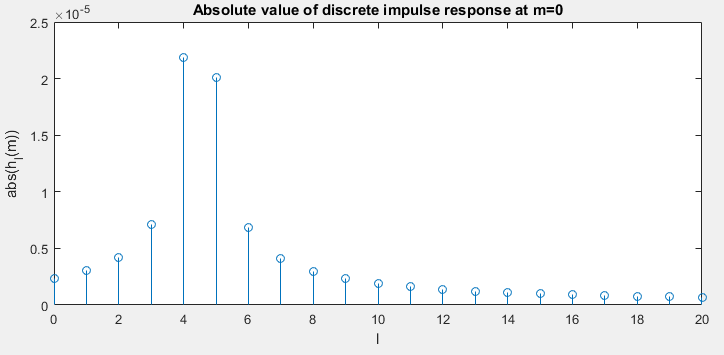 Absolute value of discrete impulse response at m=0
×10^-5
2.5
2
1.5
1
0.5
0
abs(h_l(m))
0 2 4 6 8 10 12 14 16 18 20
l